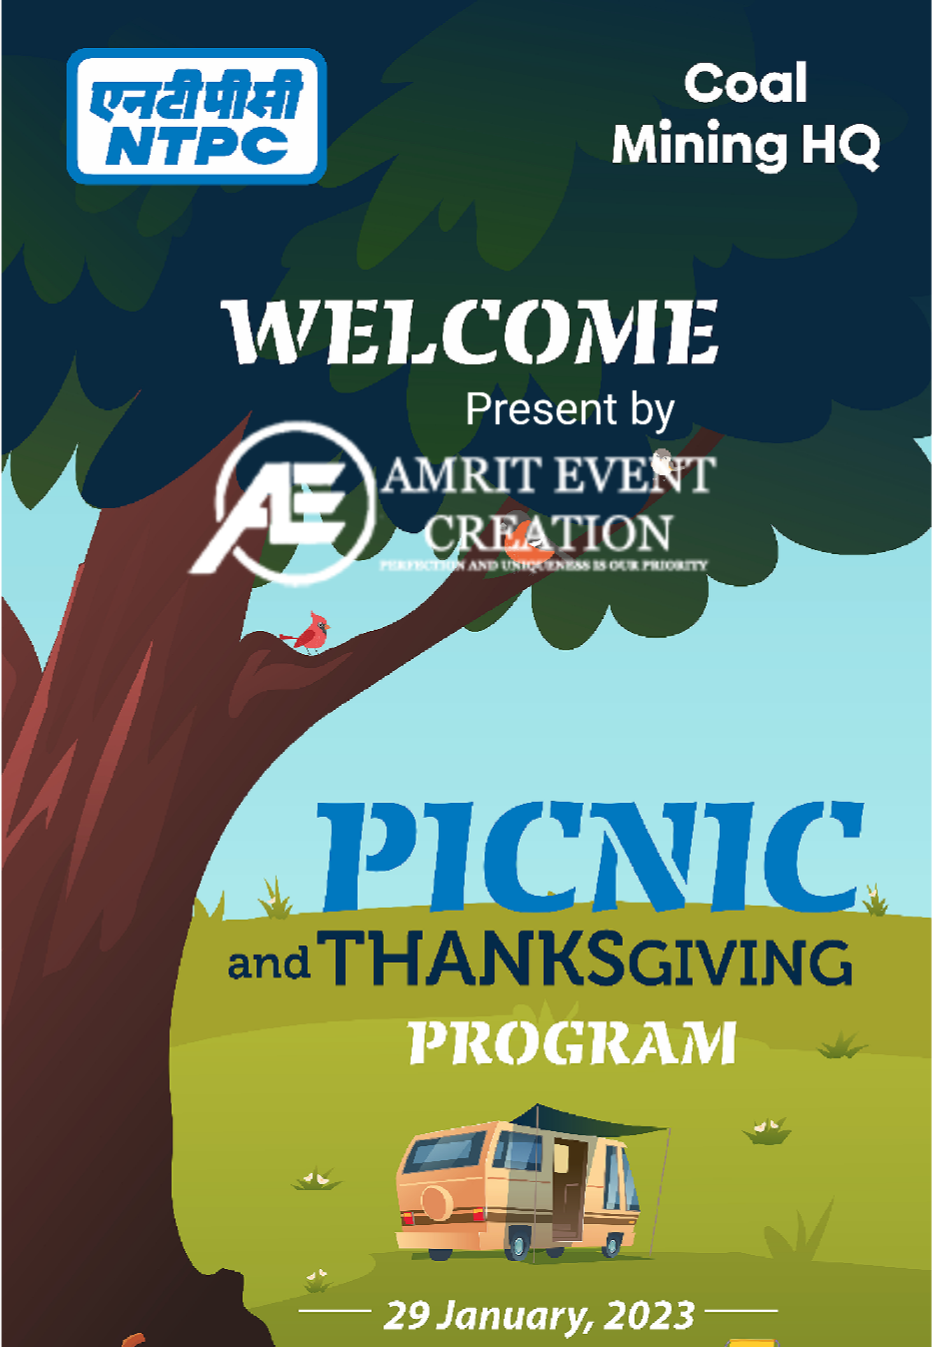 एनटीपीसी
NTPC
Coal
Mining HQ
WELCOME
Present by
AE
AMRIT EVENT
CREATION
PERFECTION AND UNIQUENESS IS OUR PRIORITY
PICNIC
and THANKSGIVING
PROGRAM
29 January, 2023